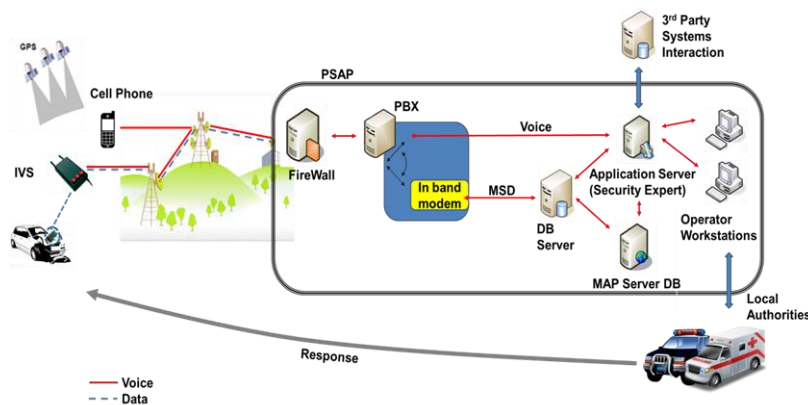 3rd Party
Systems
Interaction
GPS
PSAP
Cell Phone
PBX
Voice
IVS
FireWall
Application Server
(Security Expert)
In band
modem
MSD
DB
Server
Operator
Workstations
MAP Server DB
Local
Authorities
Response
Voice
Data